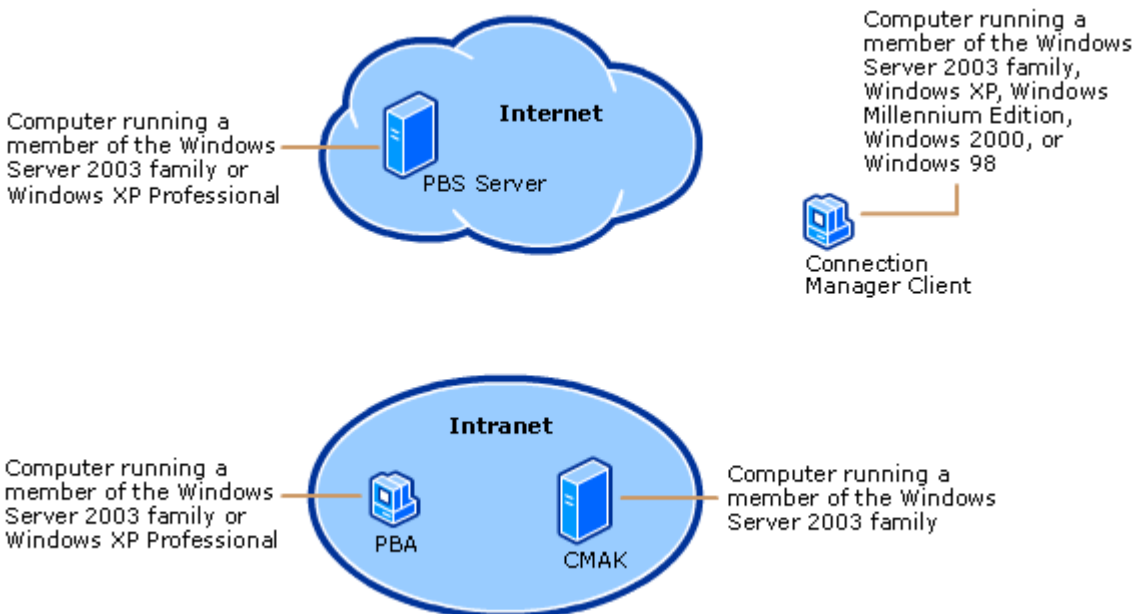 Computer running a
member of the Windows
Server 2003 family,
Windows XP, Windows
Millennium Edition,
Windows 2000, or
Windows 98
Internet
Computer running a
member of the Windows
Server 2003 family or
Windows XP Professional
PBS Server
Connection
Manager Client
Intranet
Computer running a
member of the Windows
Server 2003 family or
Windows XP Professional
PBA
CMAK
Computer running a
member of the Windows
Server 2003 family